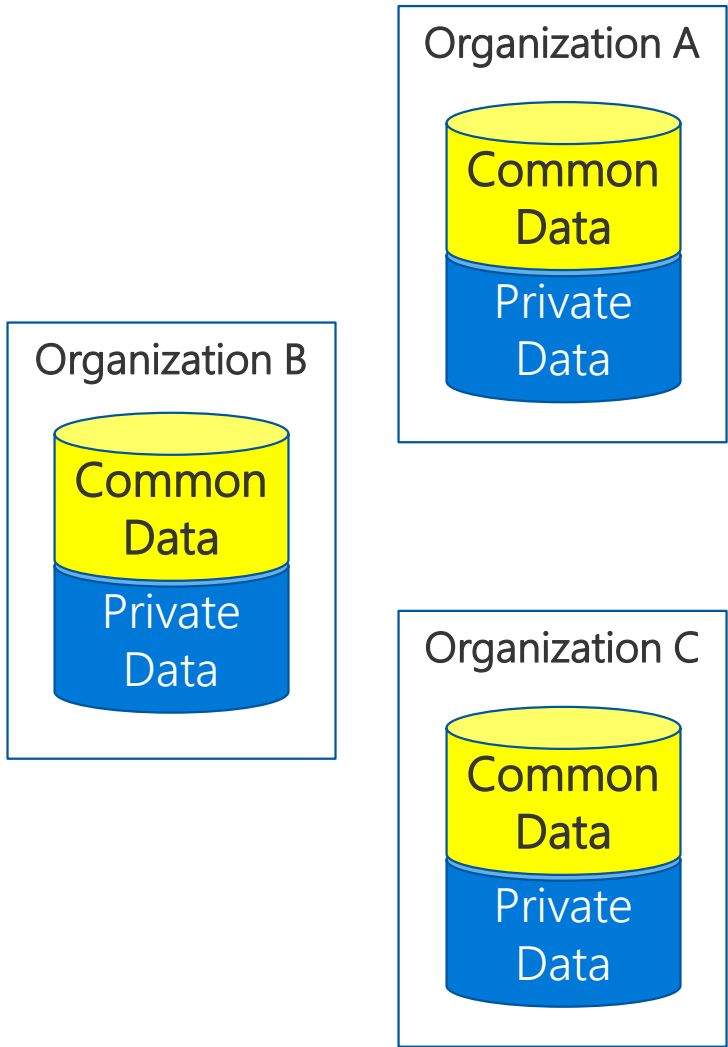 Organization A
Common
Data
Private
Data
Organization B
Common
Data
Private
Data
Organization C
Common
Data
Private
Data